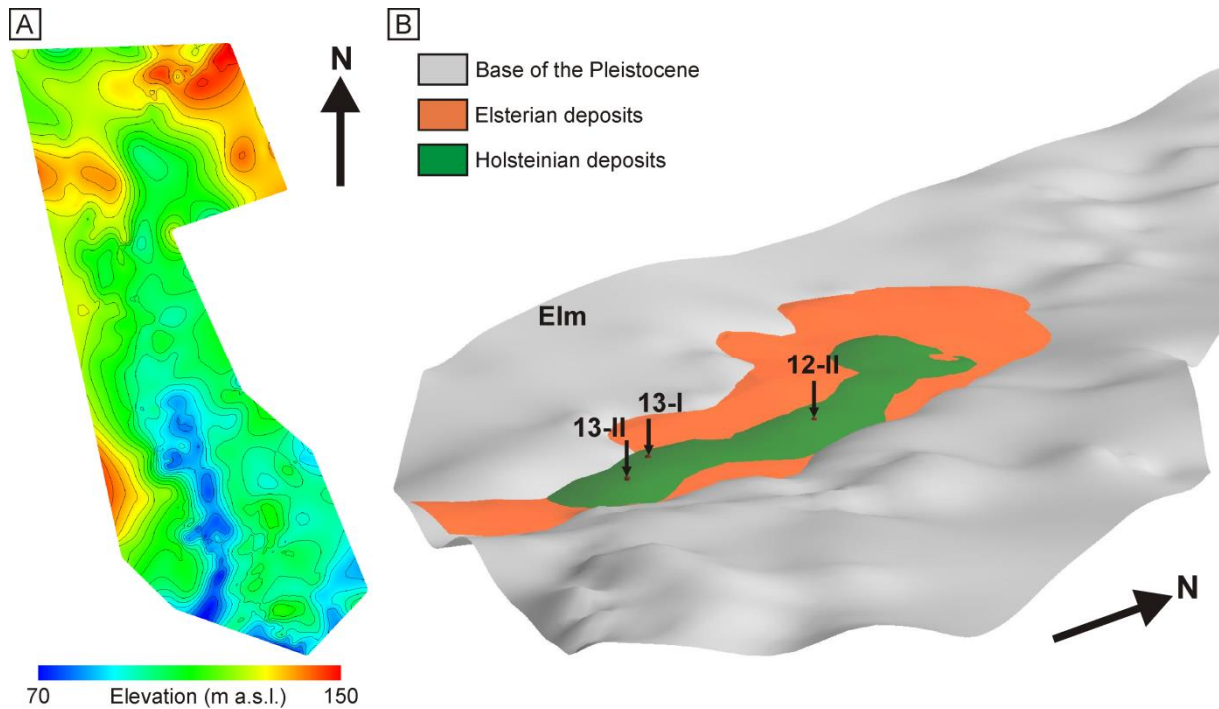 A
N
70 Elevation (m a.s.l.) 150
B
Base of the Pleistocene
Elsterian deposits
Holsteinian deposits
Elm
12-II
13-I
13-II
N